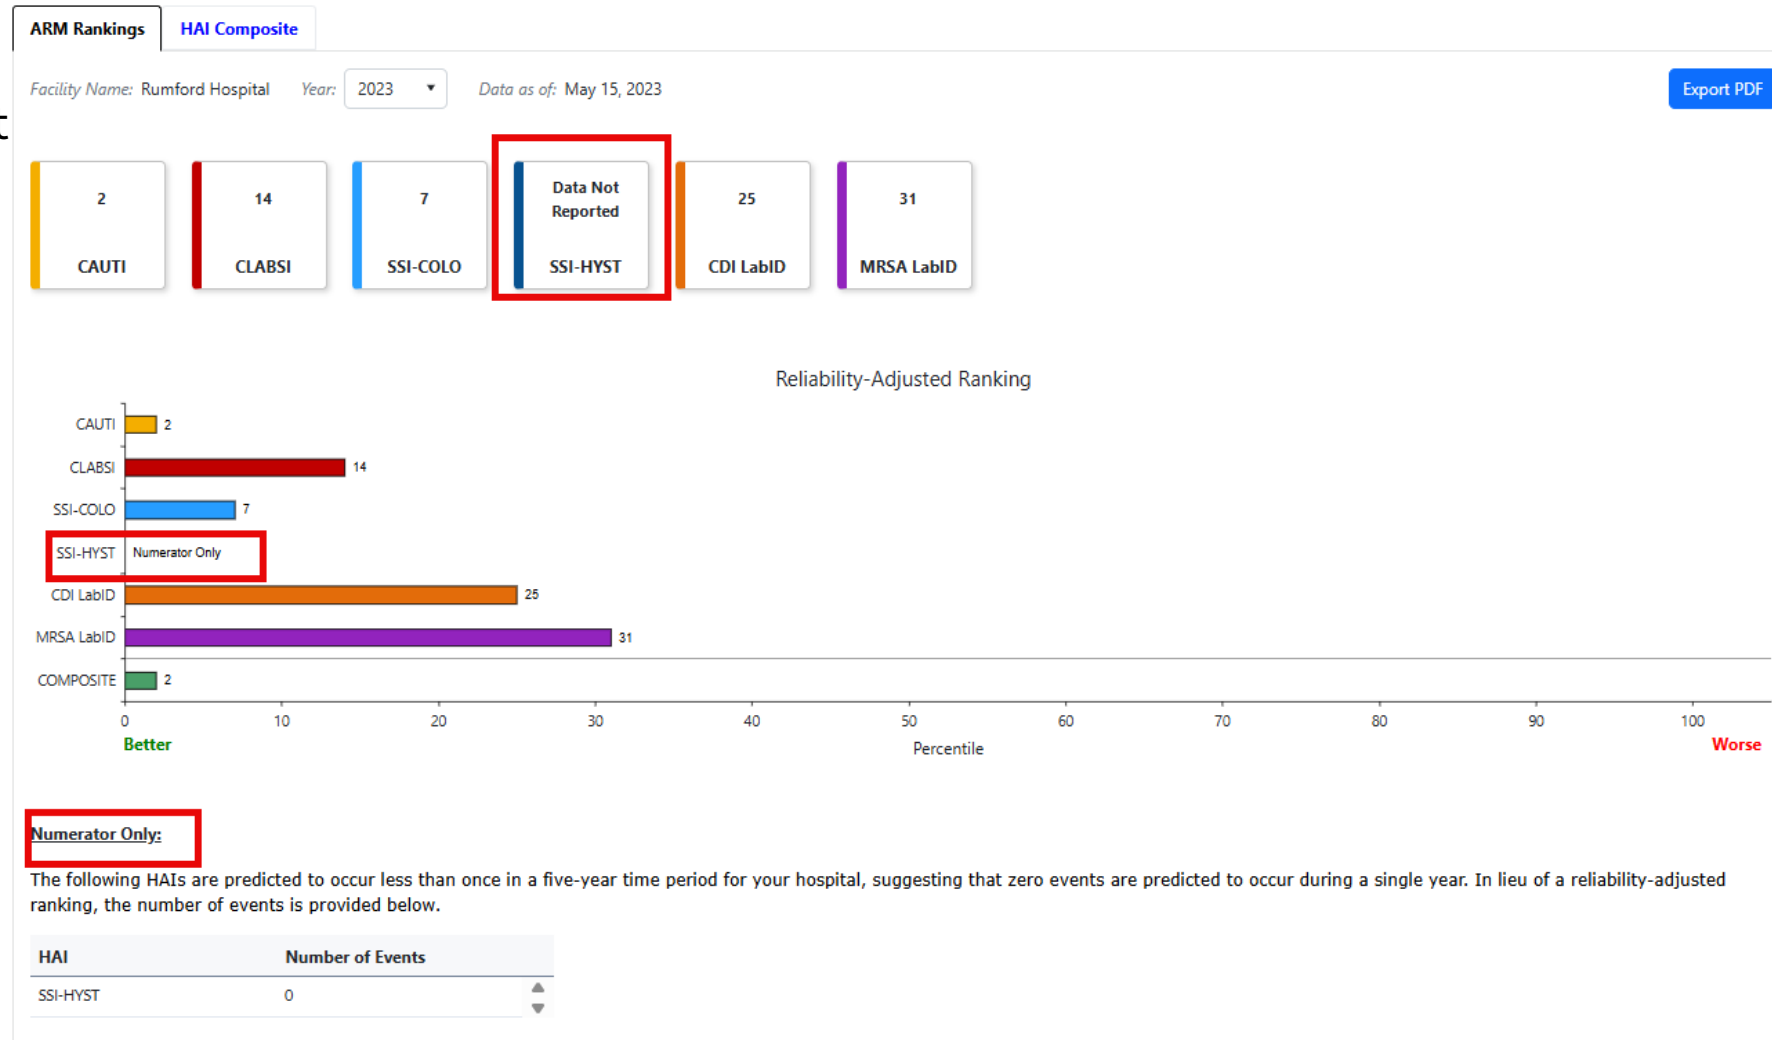 ARM Rankings HAI Composite
Facility Name: Rumford Hospital Year: 2023 Data as of: May 15, 2023 Export PDF
t
2 14 7 Data Not 25 31
Reported
CAUTI CLABSI SSI-COLO SSI-HYST CDI LabID MRSA LabID
Reliability-Adjusted Ranking
CAUTI 2
CLABSI 14
SSI-COLO 7
SSI-HYST Numerator Only
CDI LabID 25
MRSA LabID 31
COMPOSITE 2
0 10 20 30 40 50 60 70 80 90 100
Better Percentile Worse
Numerator Only:
The following HAIs are predicted to occur less than once in a five-year time period for your hospital, suggesting that zero events are predicted to occur during a single year. In lieu of a reliability-adjusted
ranking, the number of events is provided below.
HAI Number of Events
SSI-HYST 0